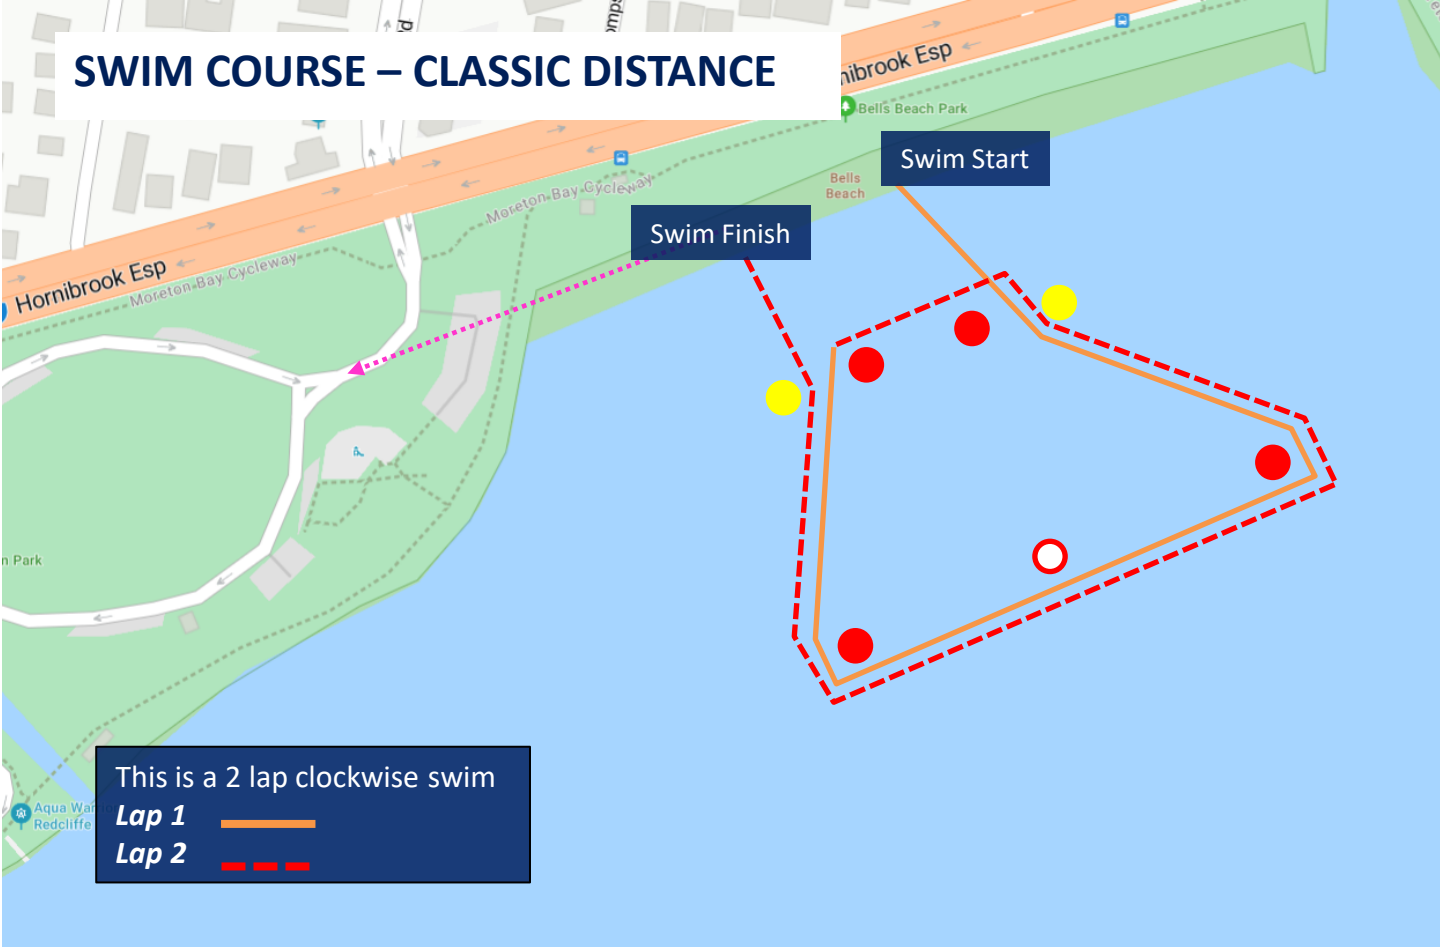 SWIM COURSE – CLASSIC DISTANCE
Hornibrook Esp
Bells Beach Park
Swim Start
Bells
Beach
Moreton Bay Cycleway
Swim Finish
Moreton Bay Cycleway
Hornibrook Esp
Park
This is a 2 lap clockwise swim
Lap 1
Lap 2
Aqua
Redcliffe